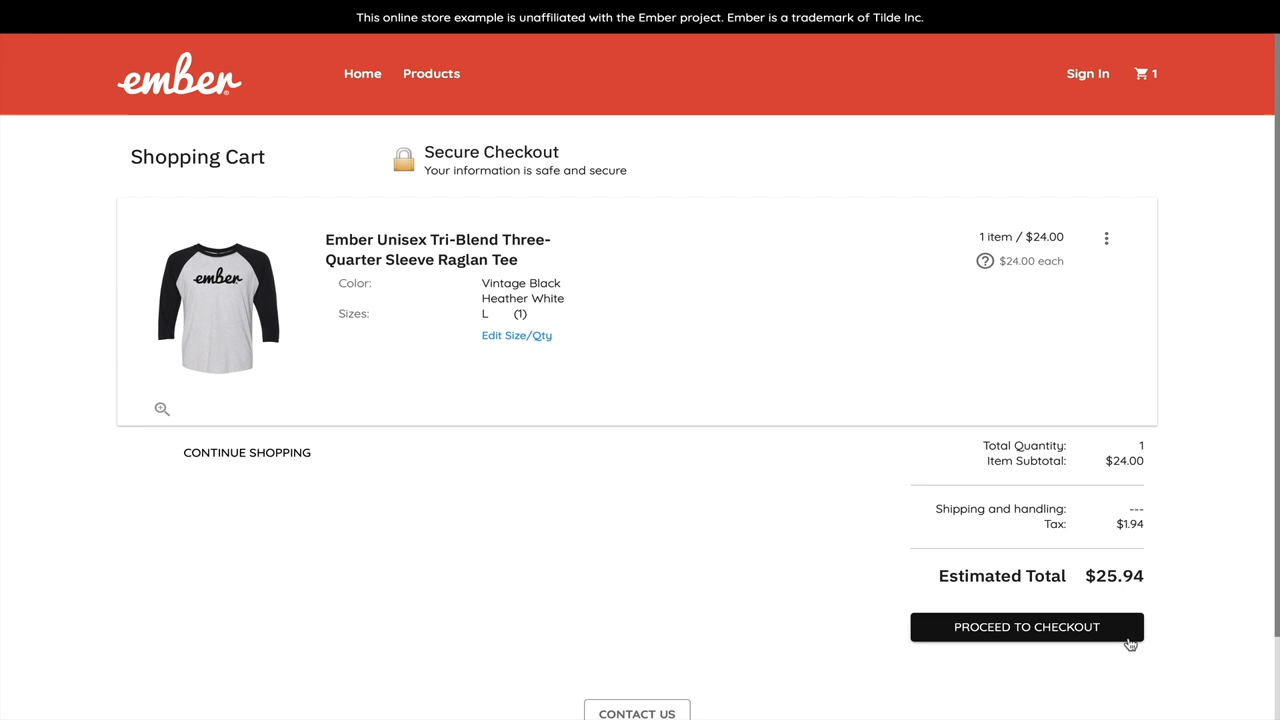 This online store example is unaffiliated with the Ember project. Ember is a trademark of Tilde Inc.
ember®
Home
Products
Sign In
1
Shopping Cart
Secure Checkout
Your information is safe and secure
ember
Ember Unisex Tri-Blend Three-
Quarter Sleeve Raglan Tee
1 item / $24.00
$24.00 each
Color:
Vintage Black
Heather White
Sizes:
L (1)
Edit Size/Qty
CONTINUE SHOPPING
Total Quantity: 1
Item Subtotal: $24.00
Shipping and handling: ---
Tax: $1.94
Estimated Total $25.94
PROCEED TO CHECKOUT
CONTACT US